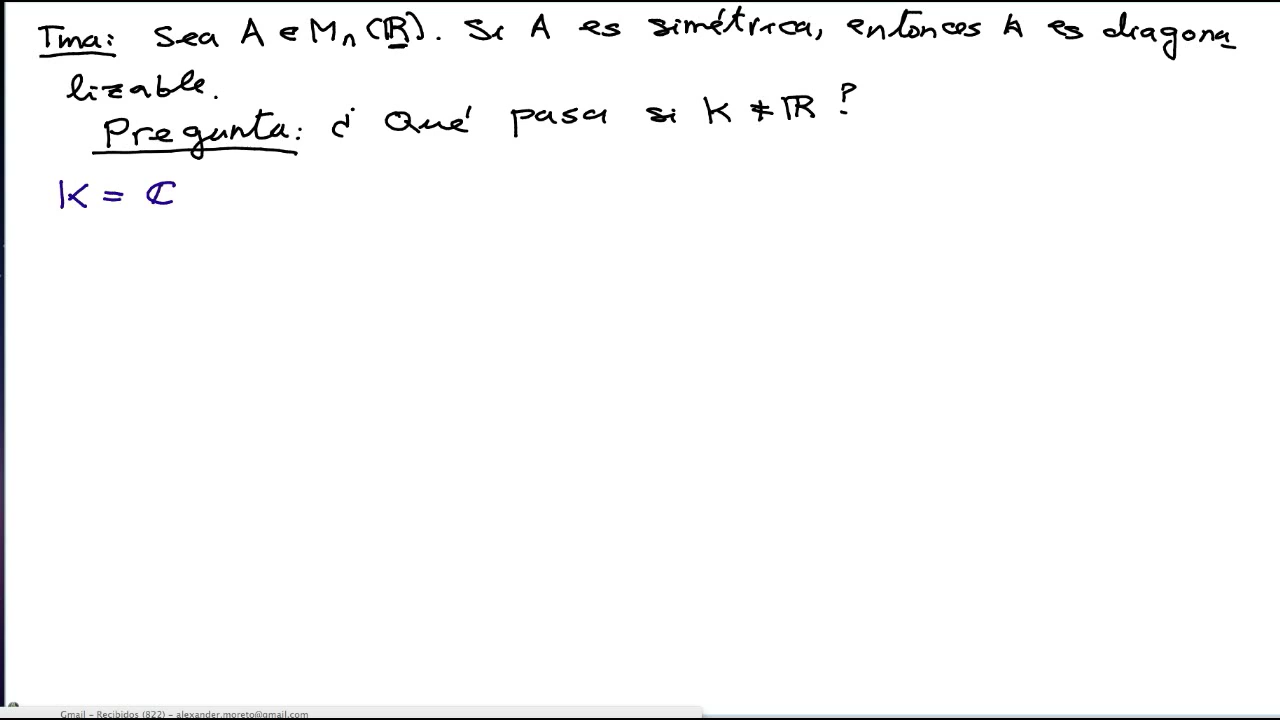 Tma: Sea A ∈ Mn (ℝ). Si A es simétrica, entonces A es diagona
lizable.
Pregunta: ¿ Qué pasa si K ≠ ℝ ?
K = ℂ
Gmail – Recibidos (822) – alexander.moreto@gmail.com